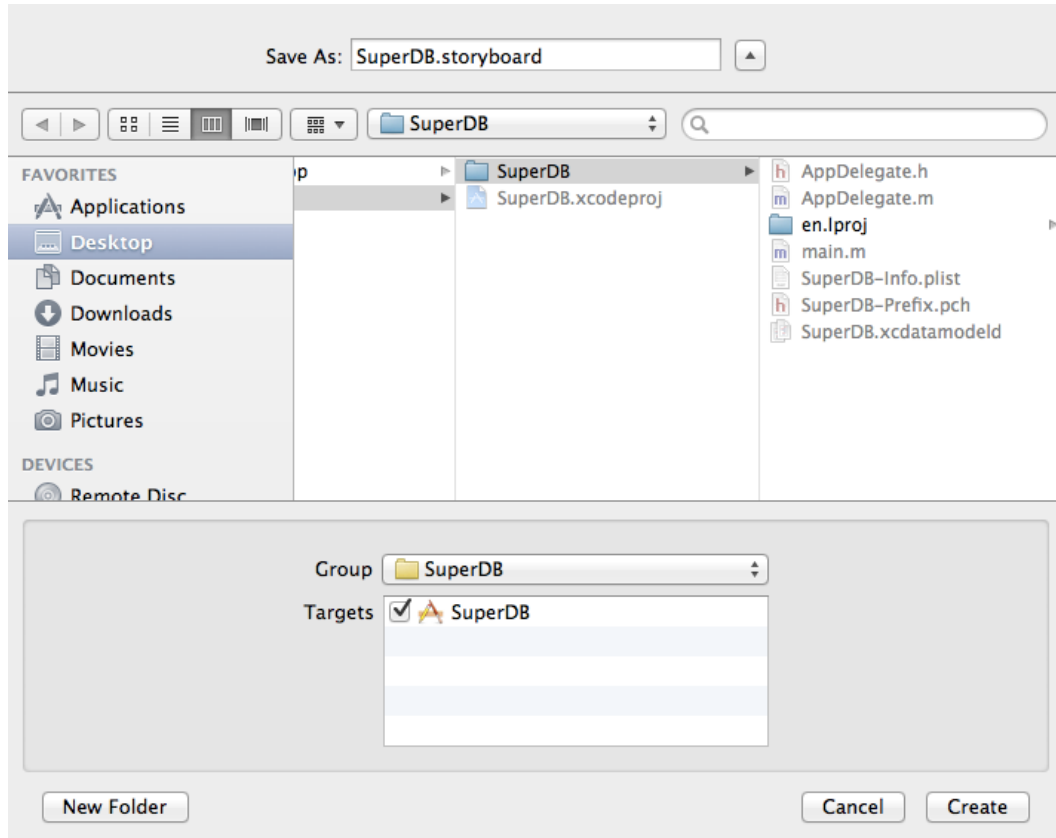 Save As: SuperDB.storyboard
SuperDB
FAVORITES
Applications
Desktop
Documents
Downloads
Movies
Music
Pictures
DEVICES
Remote Disc
op
SuperDB
SuperDB.xcodeproj
AppDelegate.h
AppDelegate.m
en.lproj
main.m
SuperDB-Info.plist
SuperDB-Prefix.pch
SuperDB.xcdatamodeld
Group SuperDB
Targets SuperDB
New Folder
Cancel
Create